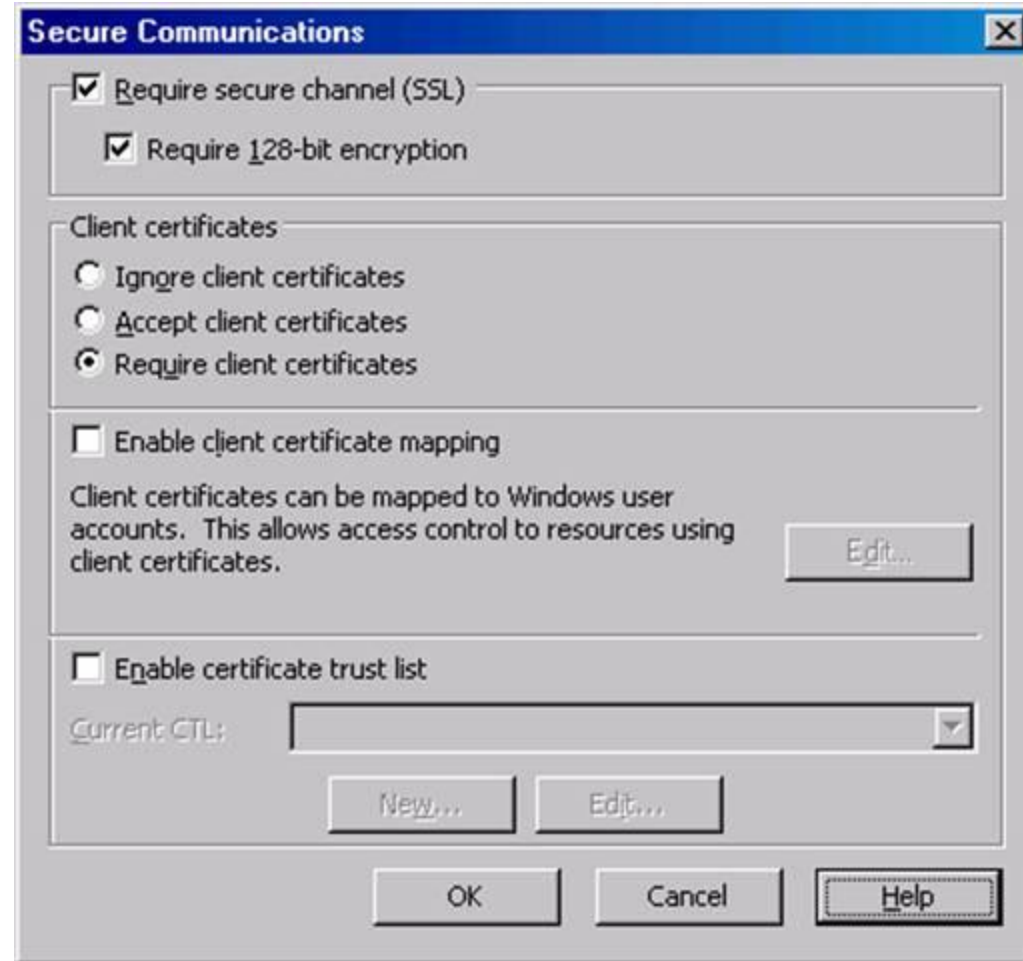 Secure Communications
Require secure channel (SSL)
Require 128-bit encryption
Client certificates
Ignore client certificates
Accept client certificates
Require client certificates
Enable client certificate mapping
Client certificates can be mapped to Windows user
accounts. This allows access control to resources using
client certificates.
Edit...
Enable certificate trust list
Current CTL:
New...
Edit...
OK
Cancel
Help